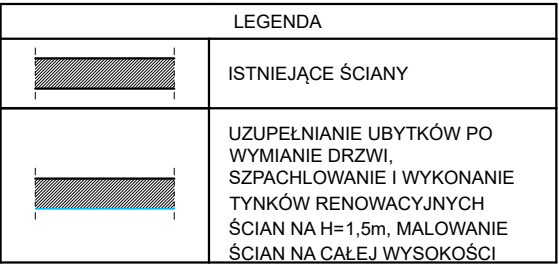 LEGENDA
ISTNIEJĄCE ŚCIANY
UZUPEŁNIANIE UBYTKÓW PO
WYMIANIE DRZWI,
SZPACHLOWANIE I WYKONANIE
TYNKÓW RENOWACYJNYCH
ŚCIAN NA H=1,5m, MALOWANIE
ŚCIAN NA CAŁEJ WYSOKOŚCI